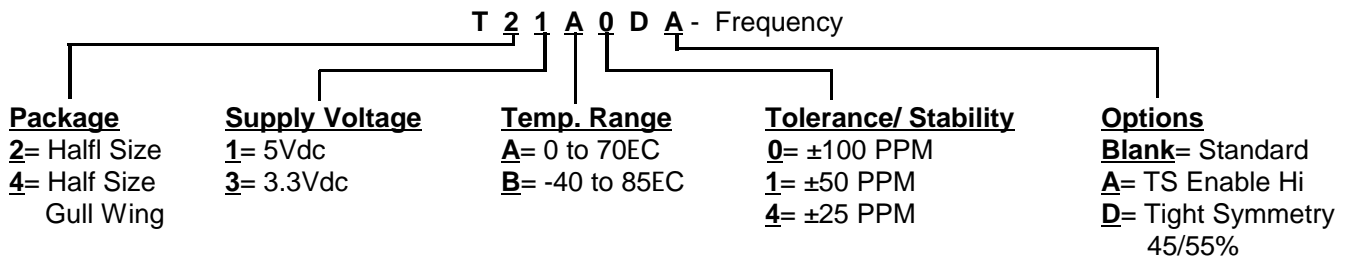 T 2 1 A 0 D A - Frequency
Package
2= Halfl Size
4= Half Size
Gull Wing
Supply Voltage
1= 5Vdc
3= 3.3Vdc
Temp. Range
A= 0 to 70EC
B= -40 to 85EC
Tolerance/ Stability
0= ±100 PPM
1= ±50 PPM
4= ±25 PPM
Options
Blank= Standard
A= TS Enable Hi
D= Tight Symmetry
45/55%